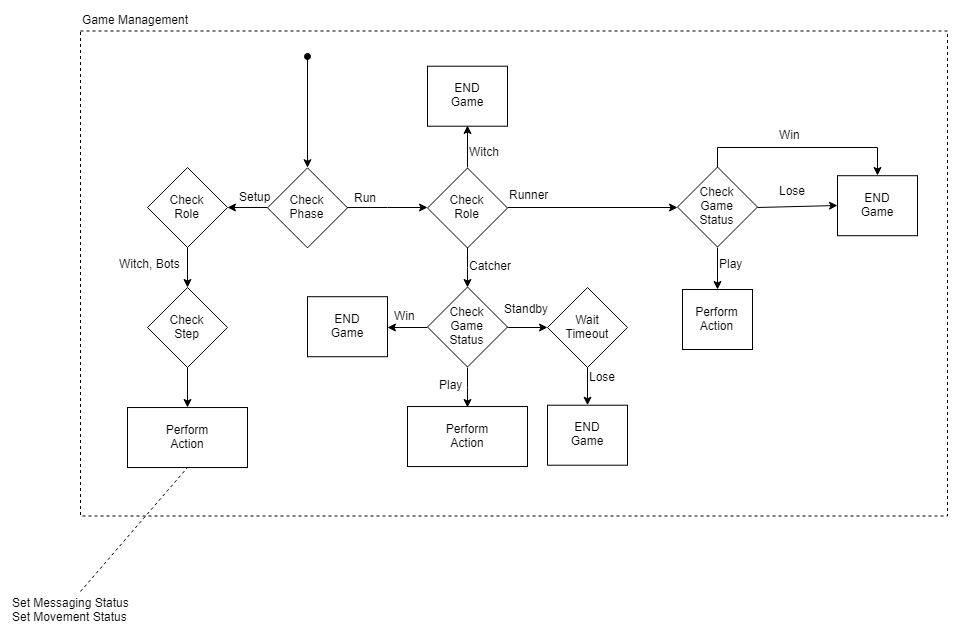 Game Management
END
Game
Witch
Win
Check
Role
Setup
Check
Phase
Run
Check
Role
Runner
Check
Game
Status
Lose
END
Game
Witch, Bots
Catcher
Play
Check
Step
END
Game
Win
Check
Game
Status
Standby
Wait
Timeout
Perform
Action
Play
Lose
Perform
Action
Perform
Action
END
Game
Set Messaging Status
Set Movement Status